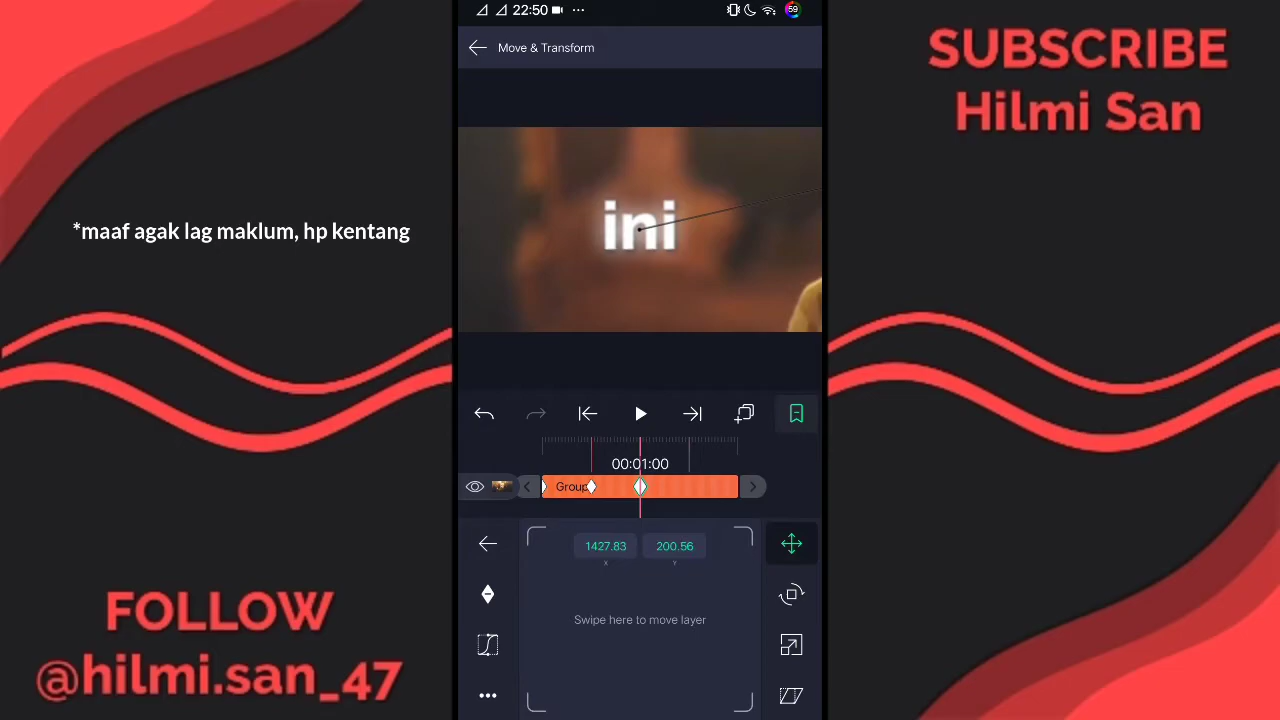 *maaf agak lag maklum, hp kentang
FOLLOW
@hilmi.san_47
22:50
59
Move & Transform
ini
00:01:00
Group
1427.83
200.56
X
Y
Swipe here to move layer
SUBSCRIBE
Hilmi San